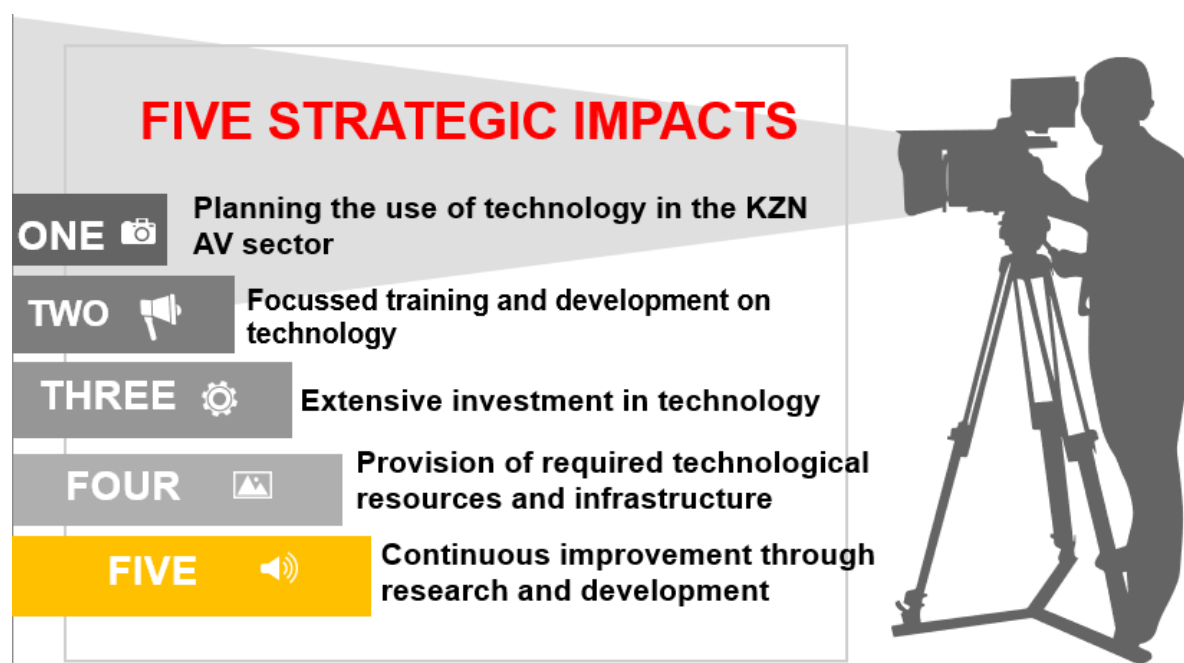 FIVE STRATEGIC IMPACTS
ONE
Planning the use of technology in the KZN
AV sector
TWO
Focussed training and development on
technology
THREE
Extensive investment in technology
FOUR
Provision of required technological
resources and infrastructure
FIVE
Continuous improvement through
research and development